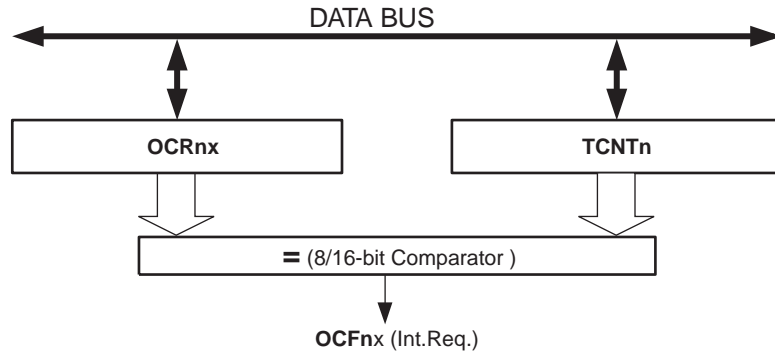 DATA BUS
OCRnx
TCNTn
= (8/16-bit Comparator )
OCFnx (Int.Req.)